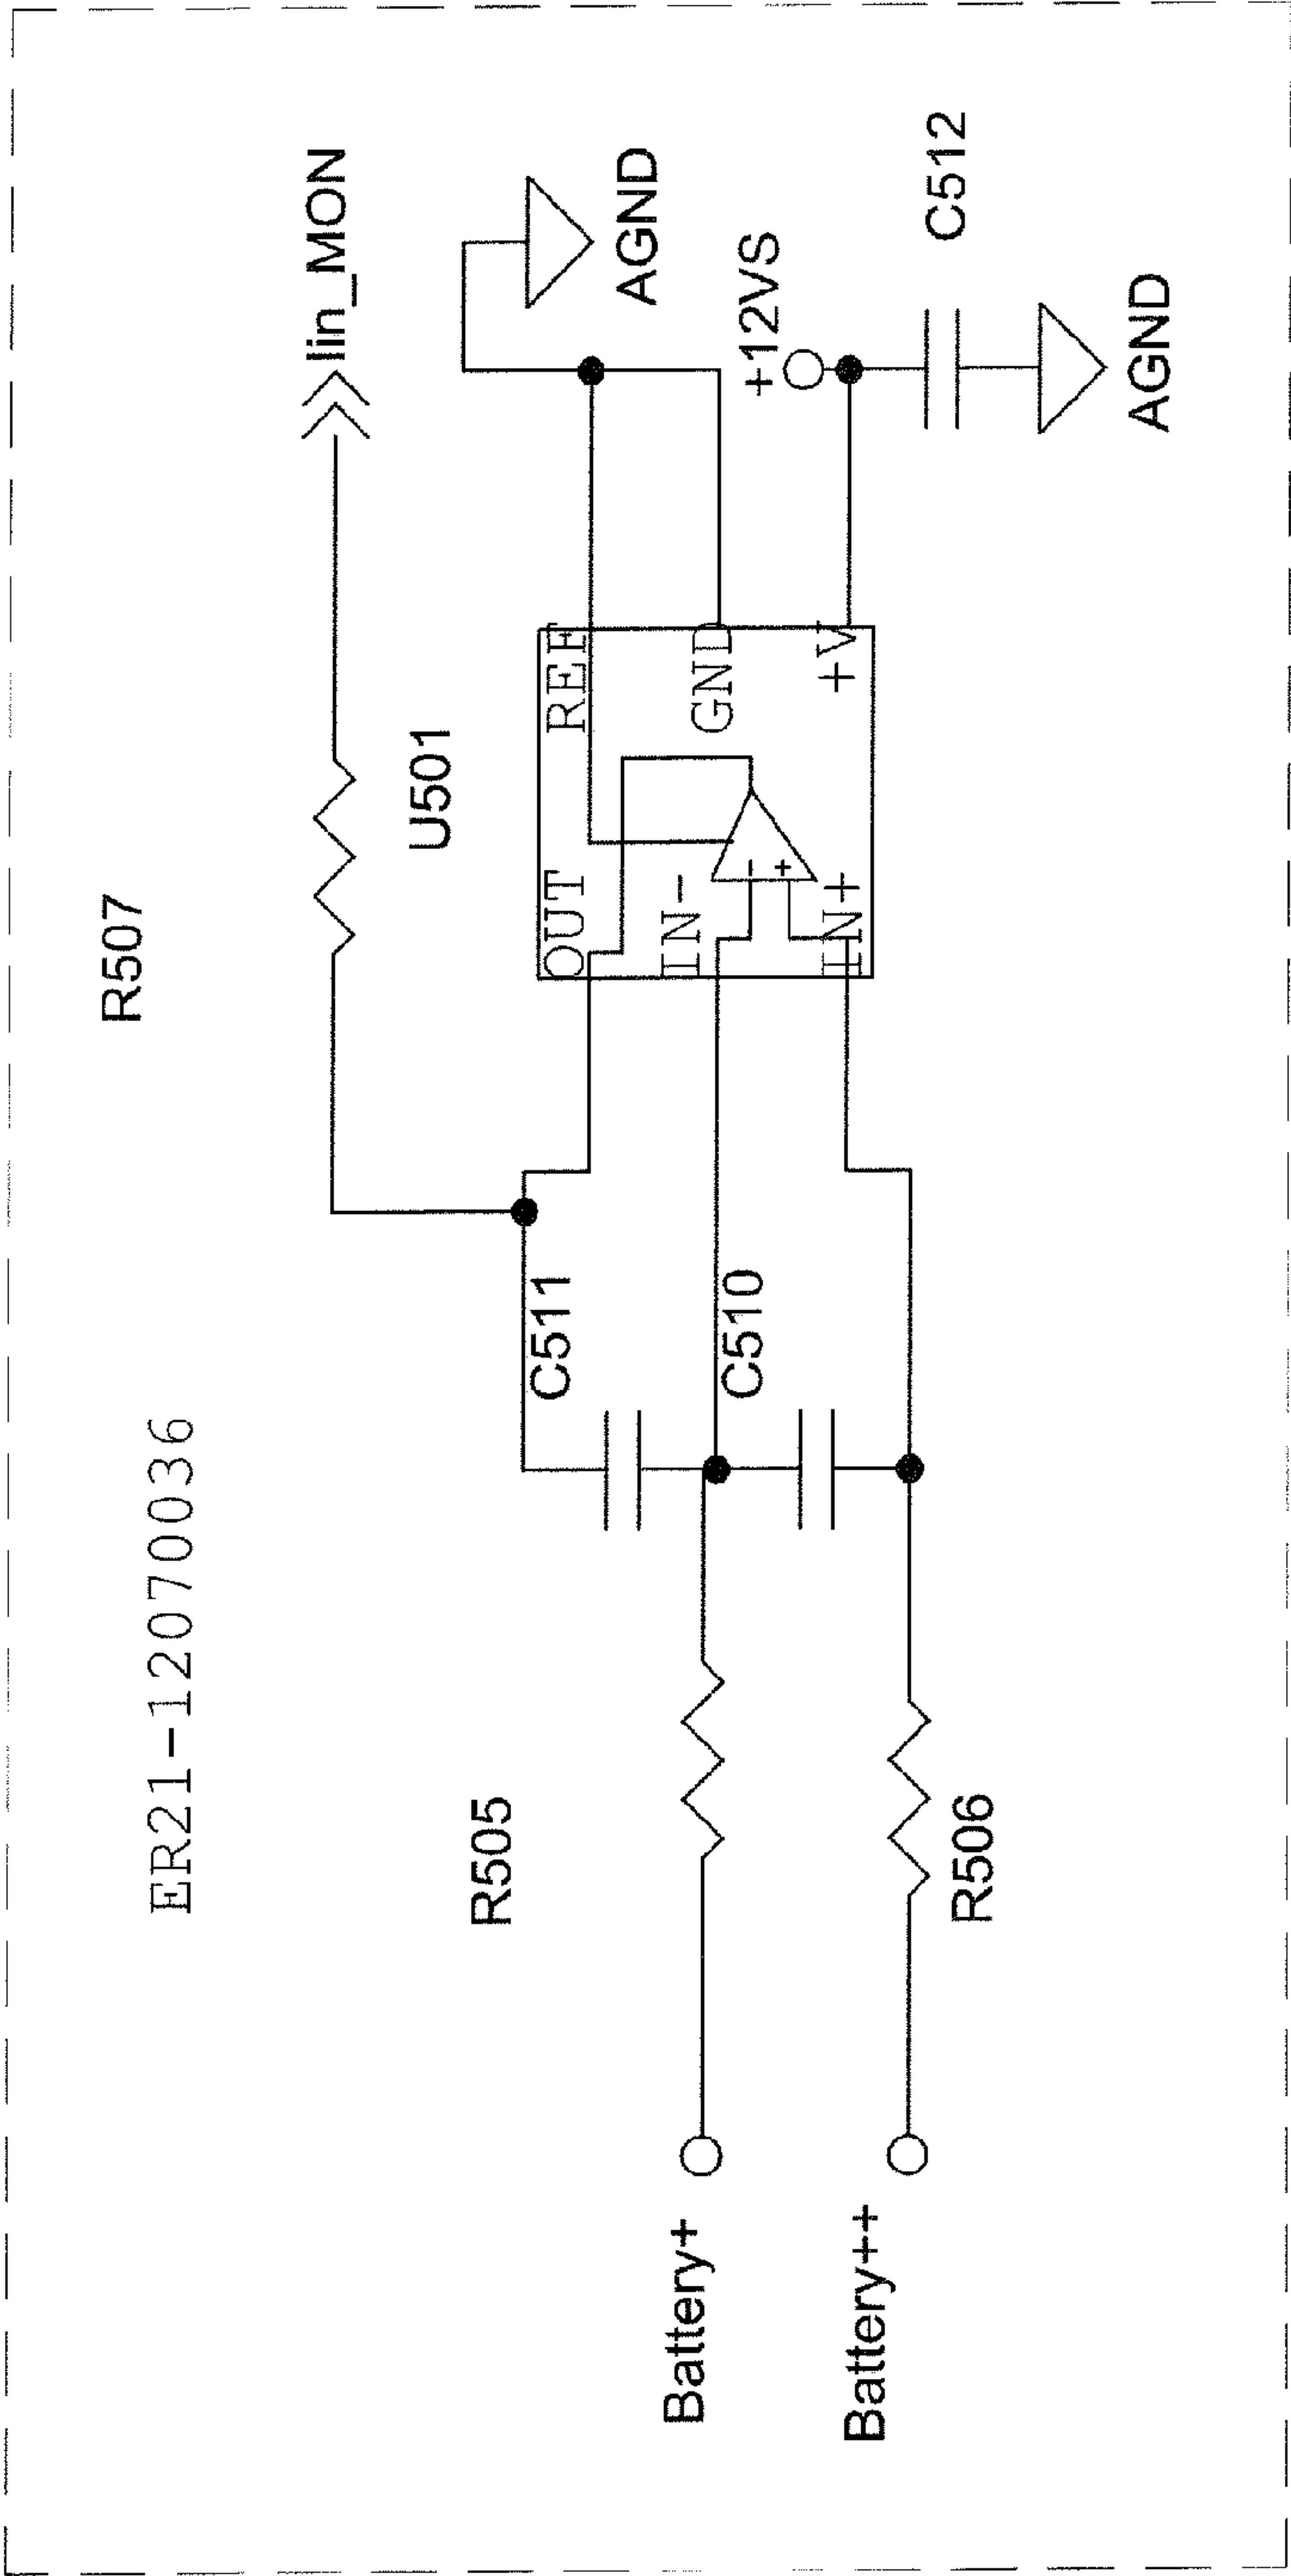 ER21-12070036
R507
Iin_MON
U501
AGND
R505
C511
OUT
REF
Battery+
IN-
GND
C510
+12VS
Battery++
IN+
+V
R506
C512
AGND
-
+